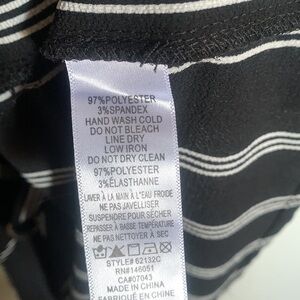 97%POLYESTER
3%SPANDEX
HAND WASH COLD
DO NOT BLEACH
LINE DRY
LOW IRON
DO NOT DRY CLEAN
97%POLYESTER
3%ÉLASTHANNE
LAVER À LA MAIN À L'EAU FROIDE
NE PAS JAVELLISER
SUSPENDRE POUR SÉCHER
REPASSER À BASSE TEMPÉRATURE
NE PAS NETTOYER À SEC
STYLE# 62132C
RN#146051
CA#07043
MADE IN CHINA
FABRIQUÉ EN CHINE